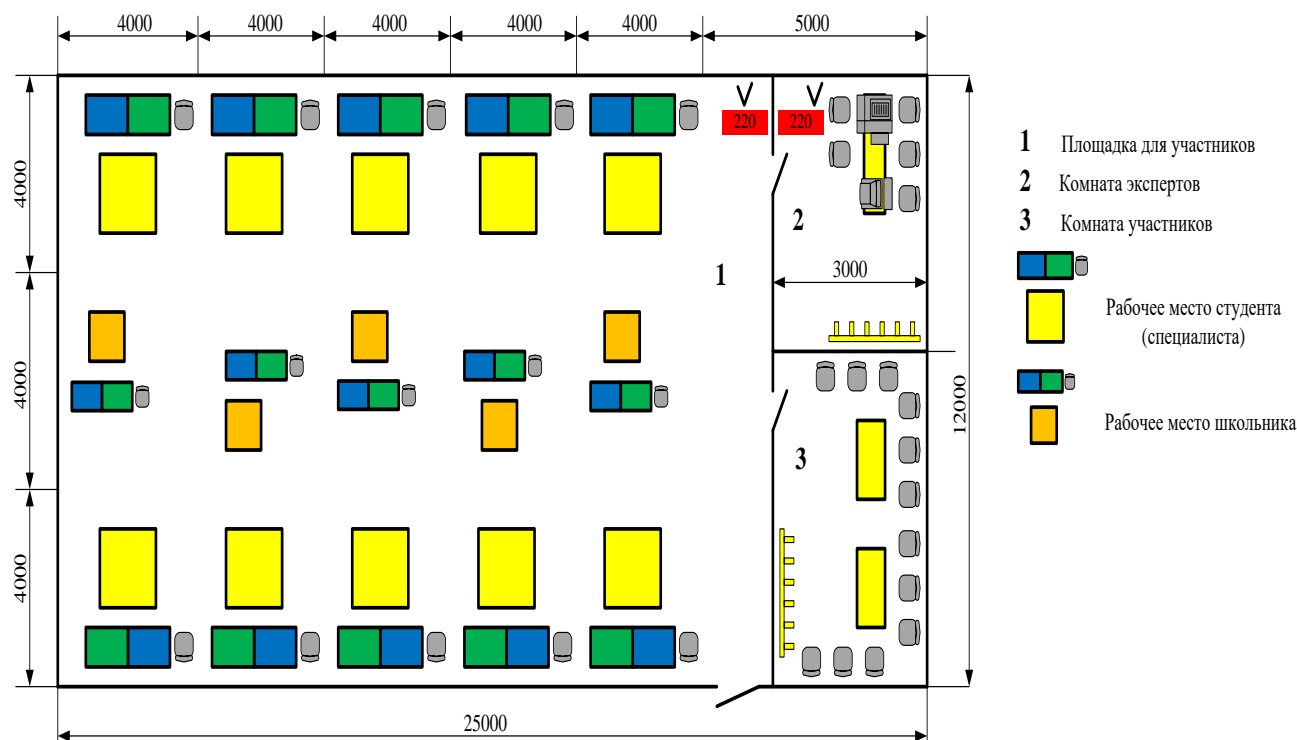 4000
4000
4000
4000
4000
5000
220
220
1 Площадка для участников
2 Комната экспертов
3 Комната участников
4000
2
1
3000
Рабочее место студента
(специалиста)
4000
12000
Рабочее место школьника
3
4000
25000